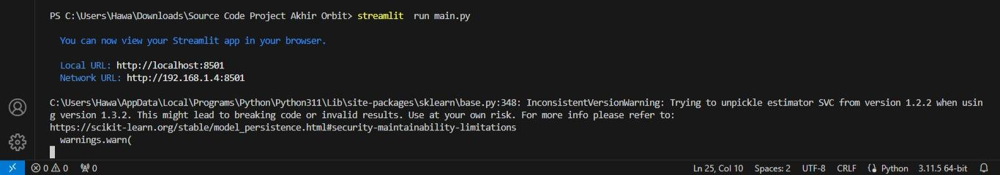 PS C:\Users\Hawa\Downloads\Source Code Project Akhir Orbit> streamlit  run main.py
You can now view your Streamlit app in your browser.
Local URL: http://localhost:8501
Network URL: http://192.168.1.4:8501
C:\Users\Hawa\AppData\Local\Programs\Python\Python311\Lib\site-packages\sklearn\base.py:348: InconsistentVersionWarning: Trying to unpickle estimator SVC from version 1.2.2 when usin
g version 1.3.2. This might lead to breaking code or invalid results. Use at your own risk. For more info please refer to:
https://scikit-learn.org/stable/model_persistence.html#security-maintainability-limitations
warnings.warn(
0 0 0 Ln 25, Col 10 Spaces: 2 UTF-8 CRLF Python 3.11.5 64-bit